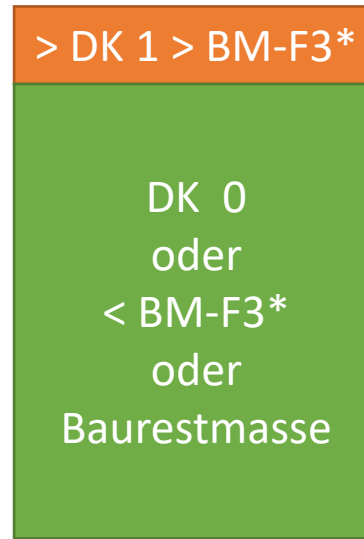 > DK 1 > BM-F3*
DK 0
oder
< BM-F3*
oder
Baurestmasse